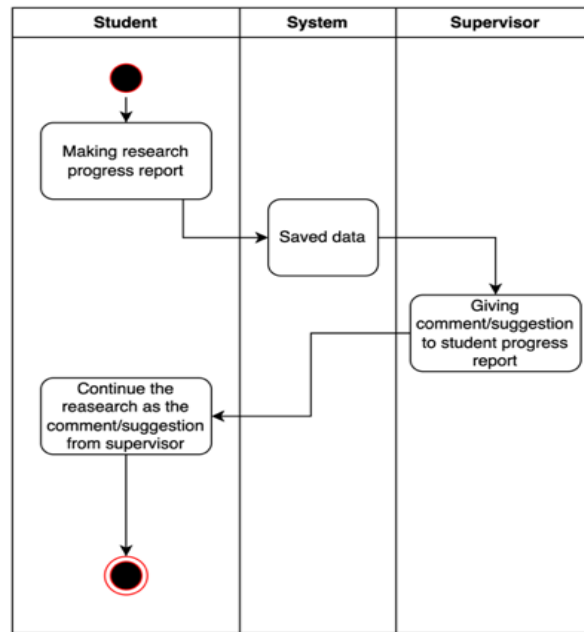 Student
System
Supervisor
Making research
progress report
Saved data
Giving
comment/suggestion
to student progress
report
Continue the
reasearch as the
comment/suggestion
from supervisor